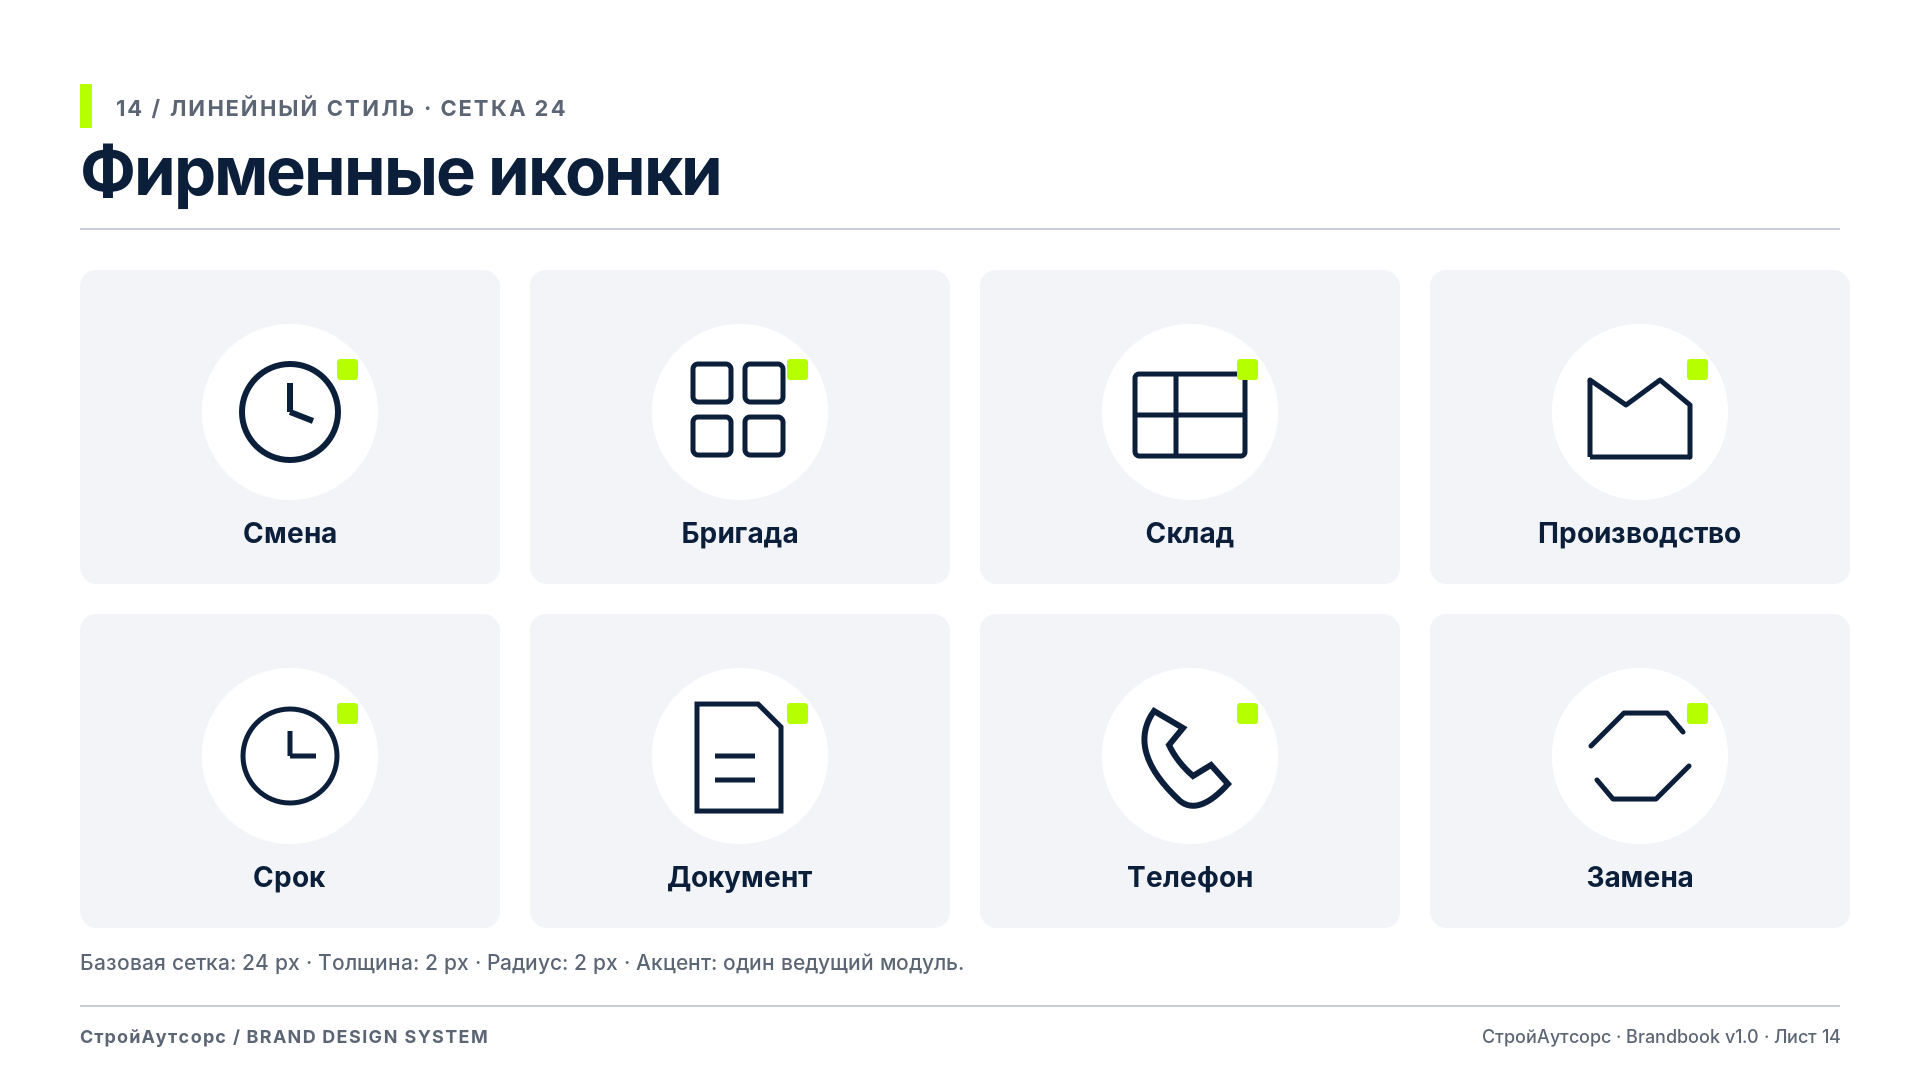 14 / ЛИНЕЙНЫЙ СТИЛЬ · СЕТКА 24
Фирменные иконки
Смена
Бригада
Склад
Производство
Срок
Документ
Телефон
Замена
Базовая сетка: 24 px · Толщина: 2 px · Радиус: 2 px · Акцент: один ведущий модуль.
СтройАутсорс / BRAND DESIGN SYSTEM
СтройАутсорс · Brandbook v1.0 · Лист 14